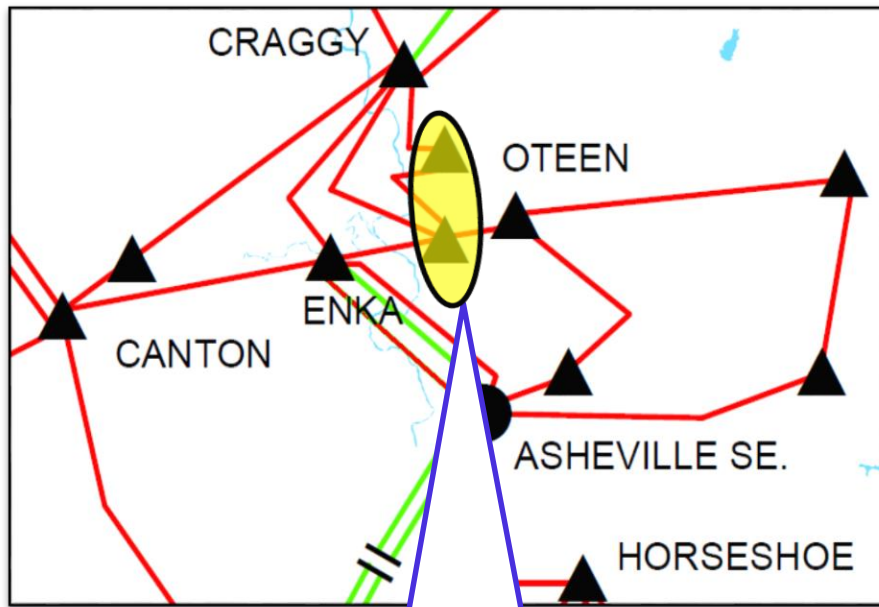 CRAGGY
OTEEN
ENKA
CANTON
ASHEVILLE SE.
HORSESHOE